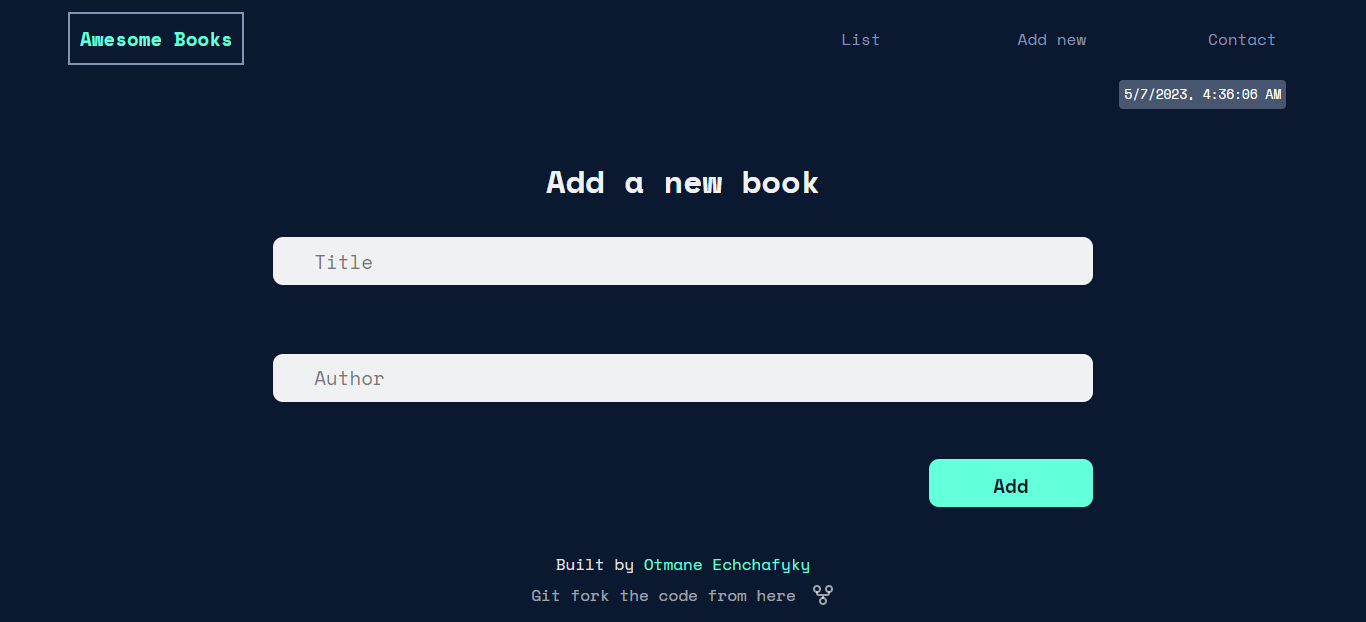 Awesome Books
List
Add new
Contact
5/7/2023, 4:36:06 AM
Add a new book
Title
Author
Add
Built by Otmane Echchafyky
Git fork the code from here